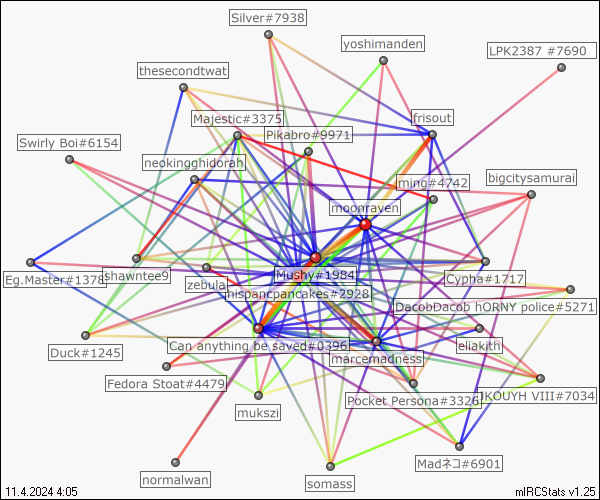 Silver#7938
yoshimanden
LPK2387 #7690
thesecondtwat
Majestic#3375
frisout
Pikabro#9971
Swirly Boi#6154
neokingghidorah
ming#4742
bigcitysamurai
moonraven
Eg.Master#1378
shawntee9
Mushy#1984
Cypha#1717
zebula
hispancpancakes#2928
DacobDacob hORNY police#5271
Duck#1245
Can anything be saved#0396
eliakith
marcemadness
Fedora Stoat#4479
Pocket Persona#3326
JKOUYH VIII#7034
mukszi
Madネコ#6901
normalwan
somass
11.4.2024 4:05
mIRCStats v1.25